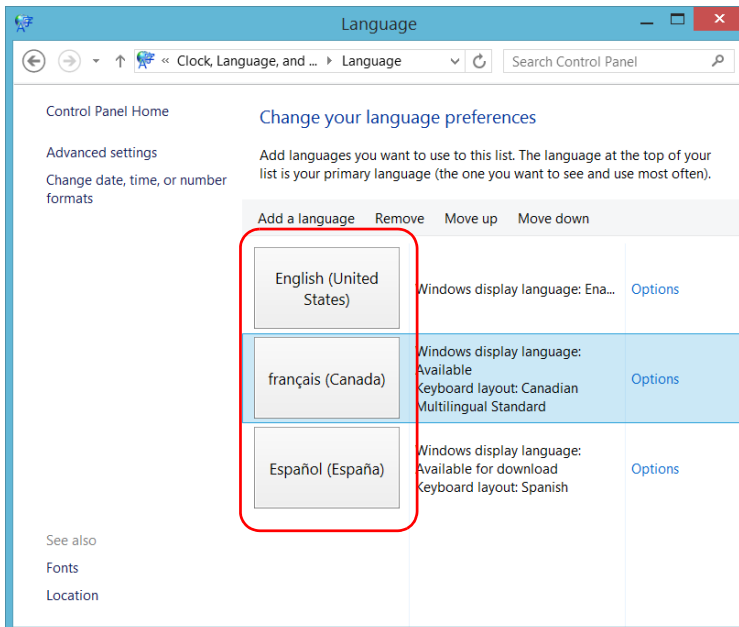 Language
« Clock, Language, and ... Language
Search Control Panel
Control Panel Home
Advanced settings
Change date, time, or number
formats
Change your language preferences
Add languages you want to use to this list. The language at the top of your
list is your primary language (the one you want to see and use most often).
Add a language Remove Move up Move down
English (United
States)
Windows display language: Ena...
Options
français (Canada)
Windows display language:
Available
Keyboard layout: Canadian
Multilingual Standard
Options
Español (España)
Windows display language:
Available for download
Keyboard layout: Spanish
Options
See also
Fonts
Location